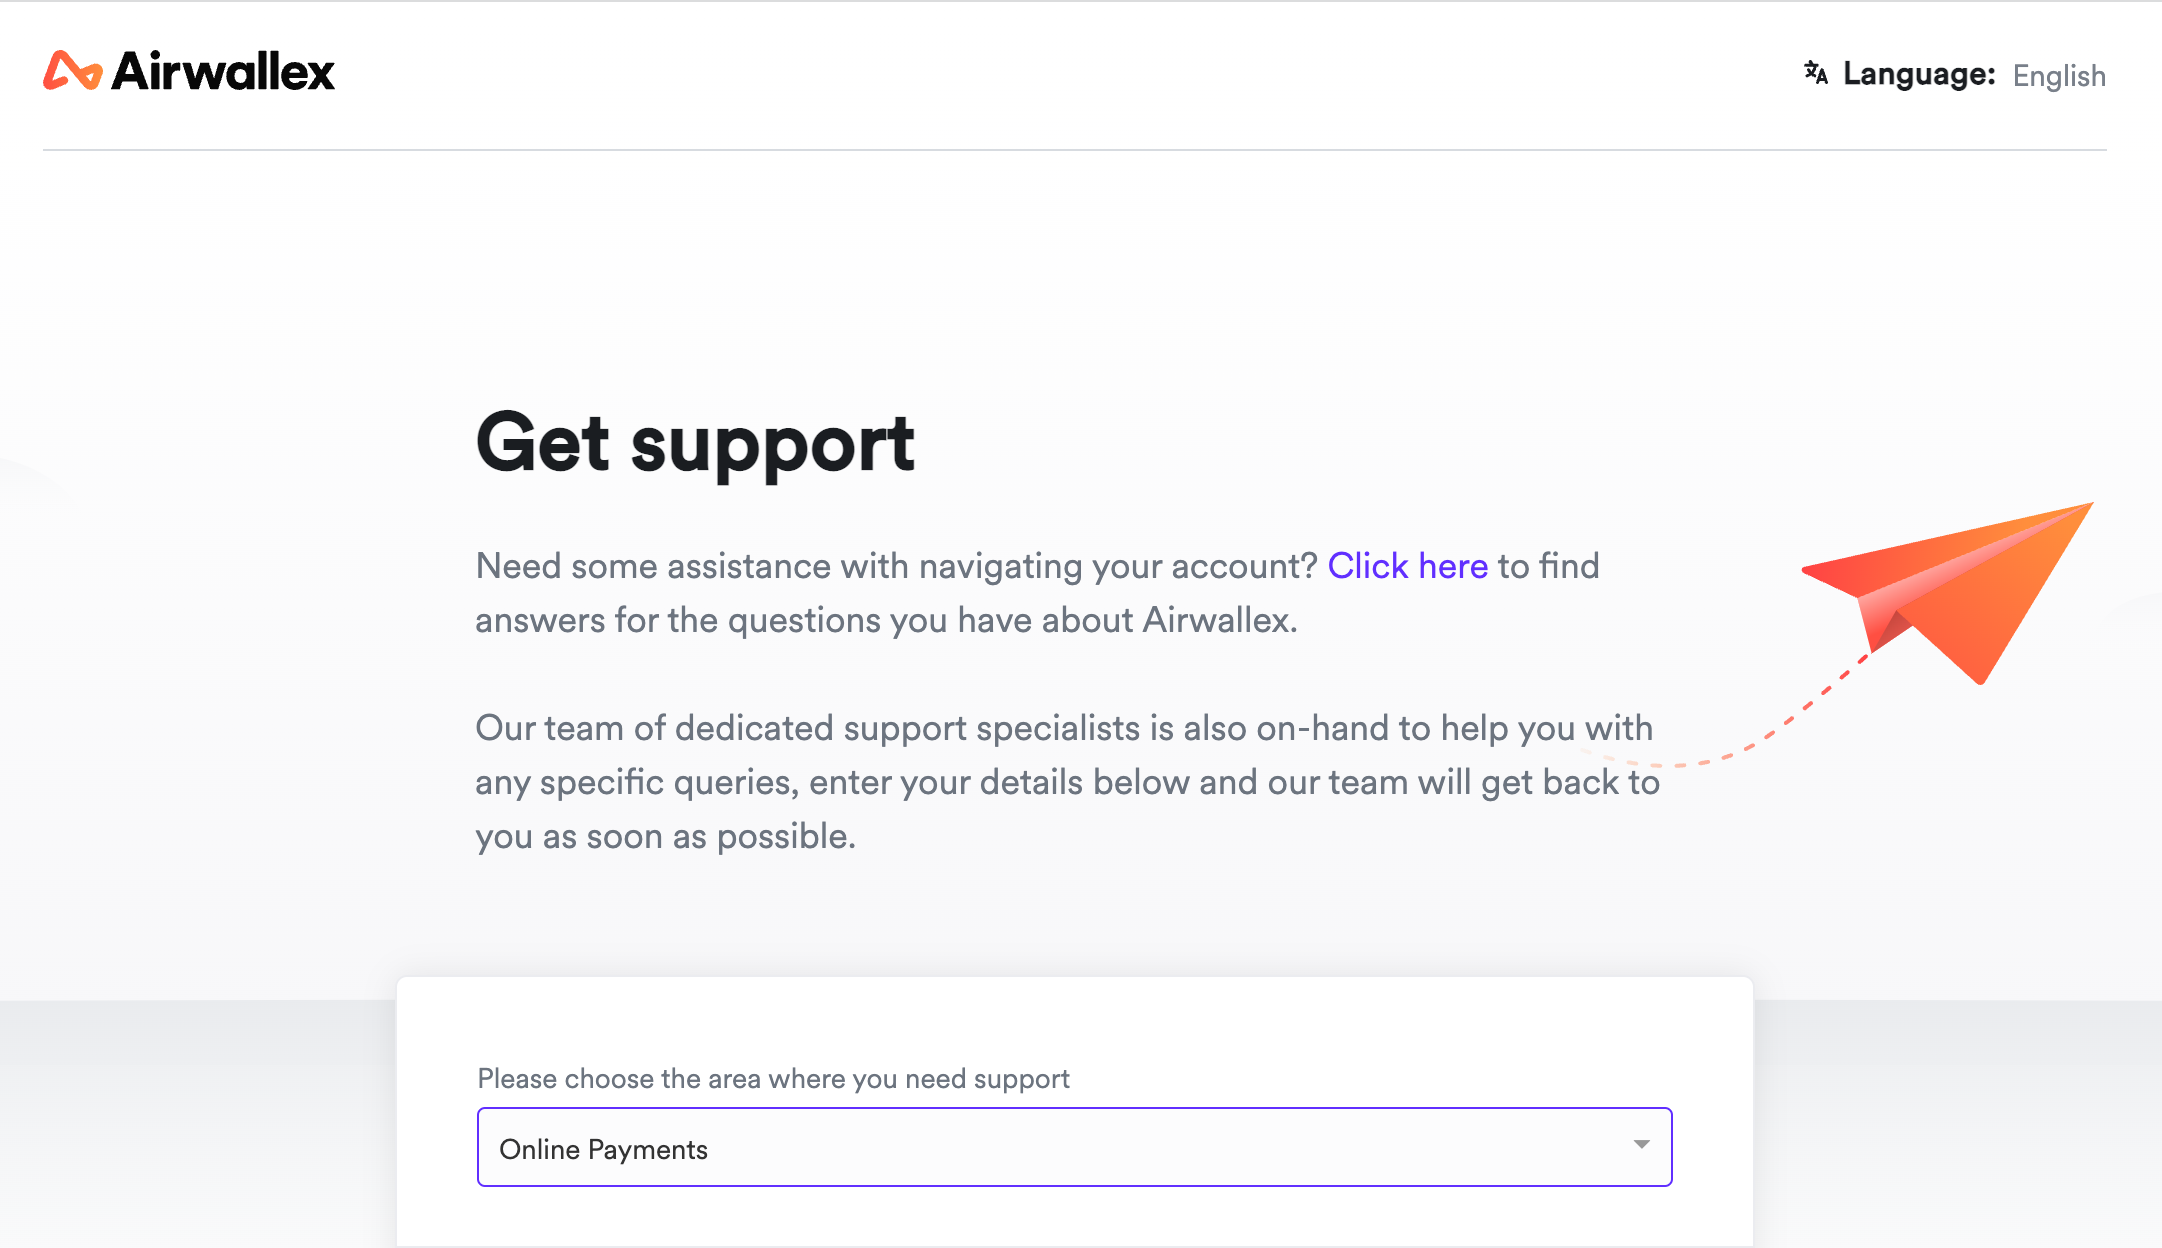 Airwallex
Language: English
Get support
Need some assistance with navigating your account? Click here to find
answers for the questions you have about Airwallex.
Our team of dedicated support specialists is also on-hand to help you with
any specific queries, enter your details below and our team will get back to
you as soon as possible.
Please choose the area where you need support
Online Payments